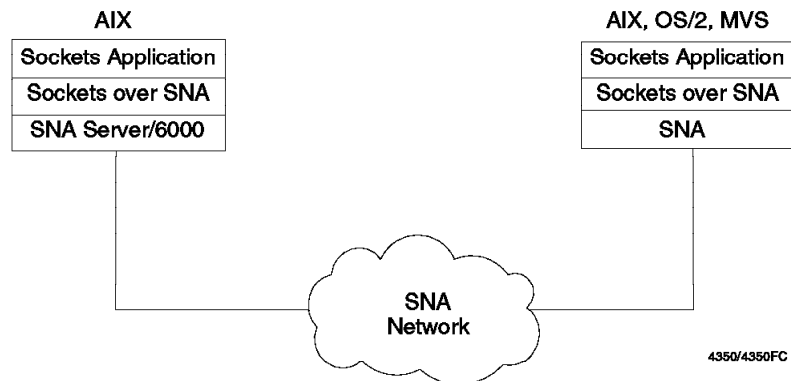 AIX
Sockets Application
Sockets over SNA
SNA Server/6000
AIX, OS/2, MVS
Sockets Application
Sockets over SNA
SNA
SNA
Network
4350/4350FC